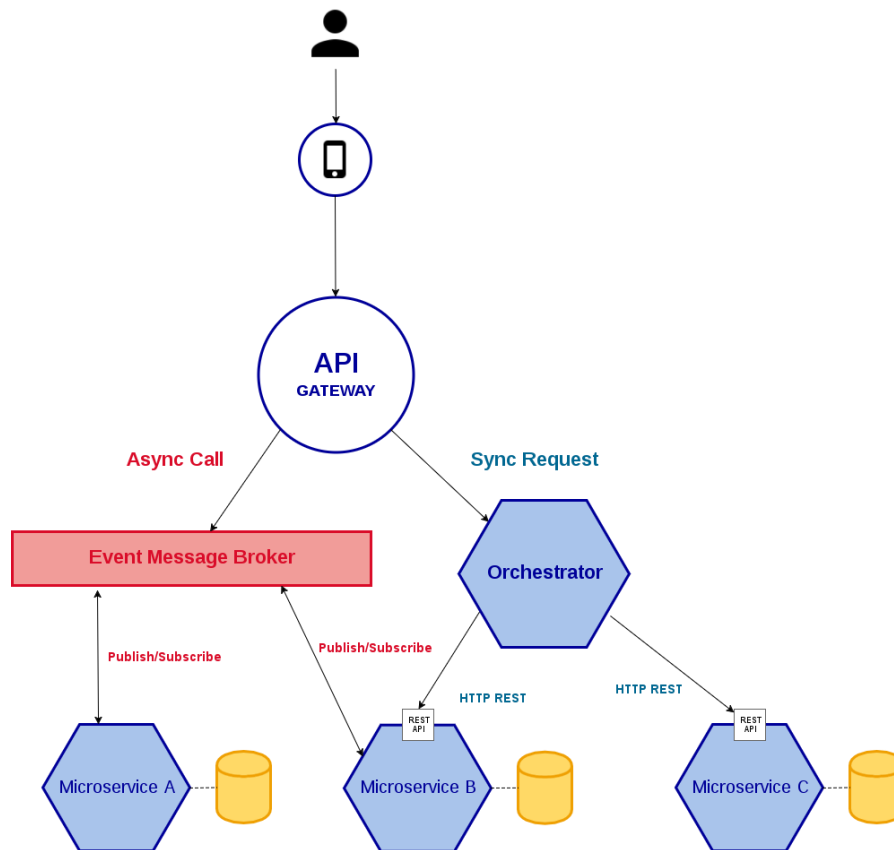 API
GATEWAY
Async Call
Sync Request
Event Message Broker
Orchestrator
Publish/Subscribe
Publish/Subscribe
HTTP REST
HTTP REST
REST
API
REST
API
Microservice A
Microservice B
Microservice C